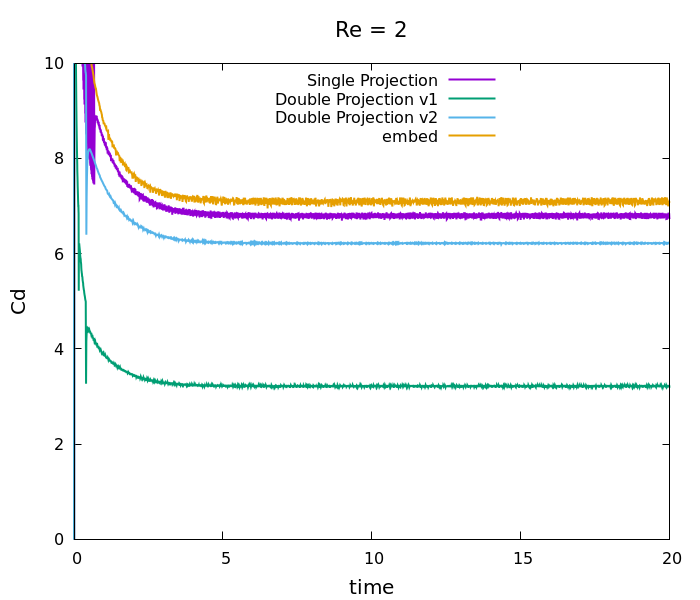 Re = 2
Single Projection
Double Projection v1
Double Projection v2
embed
Cd
10
8
6
4
2
0
0 5 10 15 20
time